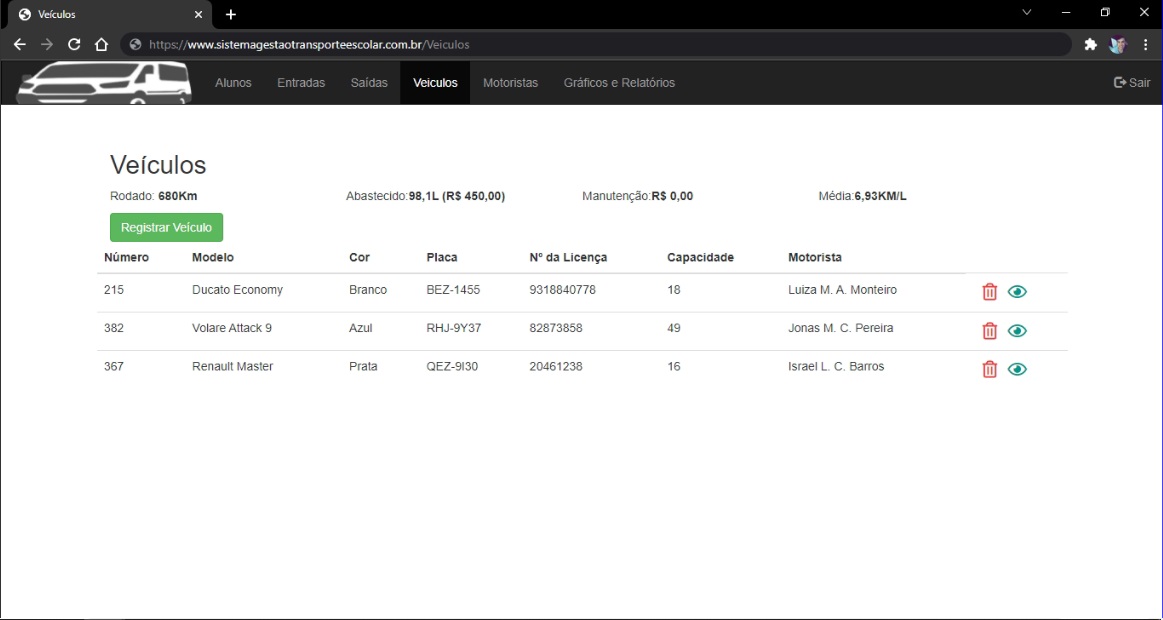 Veículos
https://www.sistemagestaotransporteescolar.com.br/Veiculos
Alunos Entradas Saídas Veiculos Motoristas Gráficos e Relatórios Sair
Veículos
Rodado: 680Km Abastecido:98,1L (R$ 450,00) Manutenção:R$ 0,00 Média:6,93KM/L
Registrar Veículo
Número Modelo Cor Placa Nº da Licença Capacidade Motorista
215 Ducato Economy Branco BEZ-1455 9318840778 18 Luiza M. A. Monteiro
382 Volare Attack 9 Azul RHJ-9Y37 82873858 49 Jonas M. C. Pereira
367 Renault Master Prata QEZ-9I30 20461238 16 Israel L. C. Barros